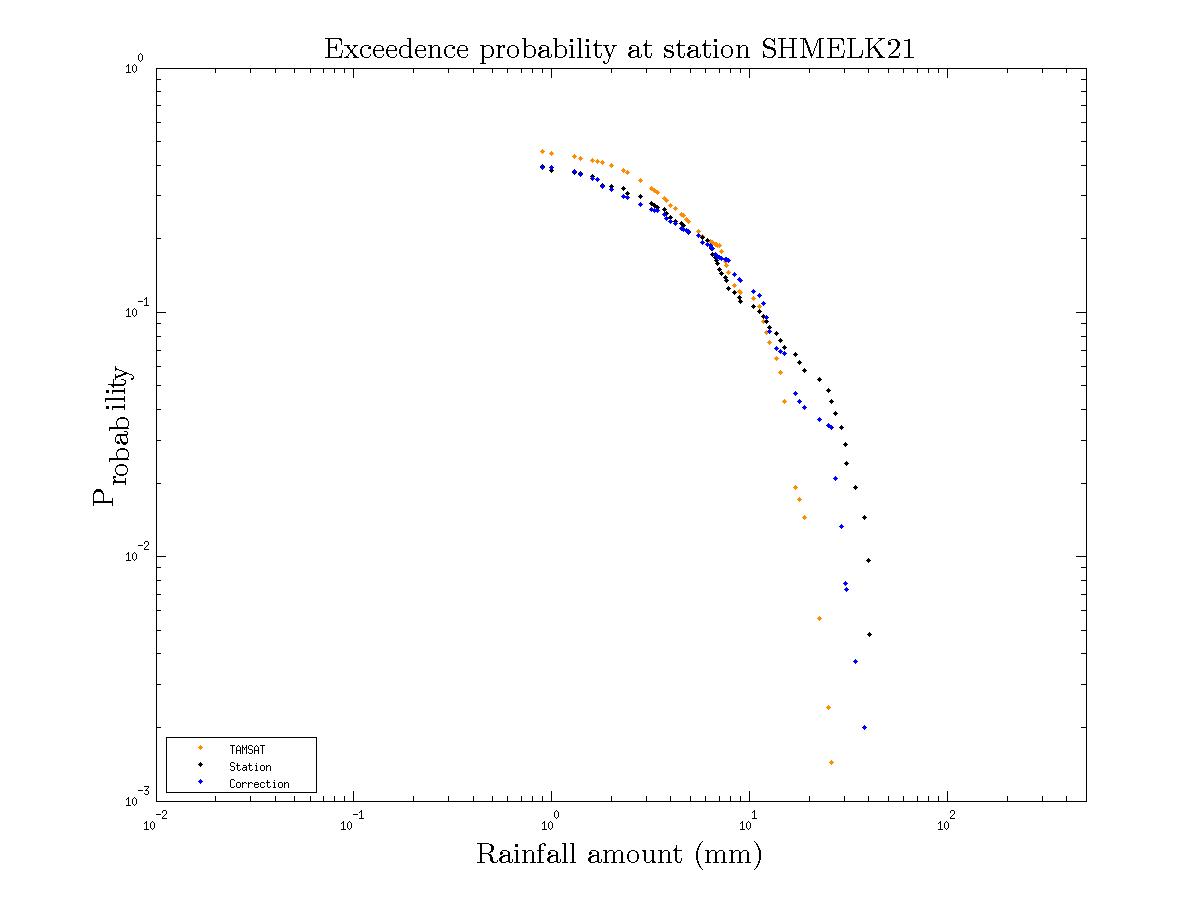 Exceedence probability at station SHMELK21
10^0
10^-1
10^-2
10^-3
Probability
TAMSAT
Station
Correction
10^-2 10^-1 10^0 10^1 10^2
Rainfall amount (mm)